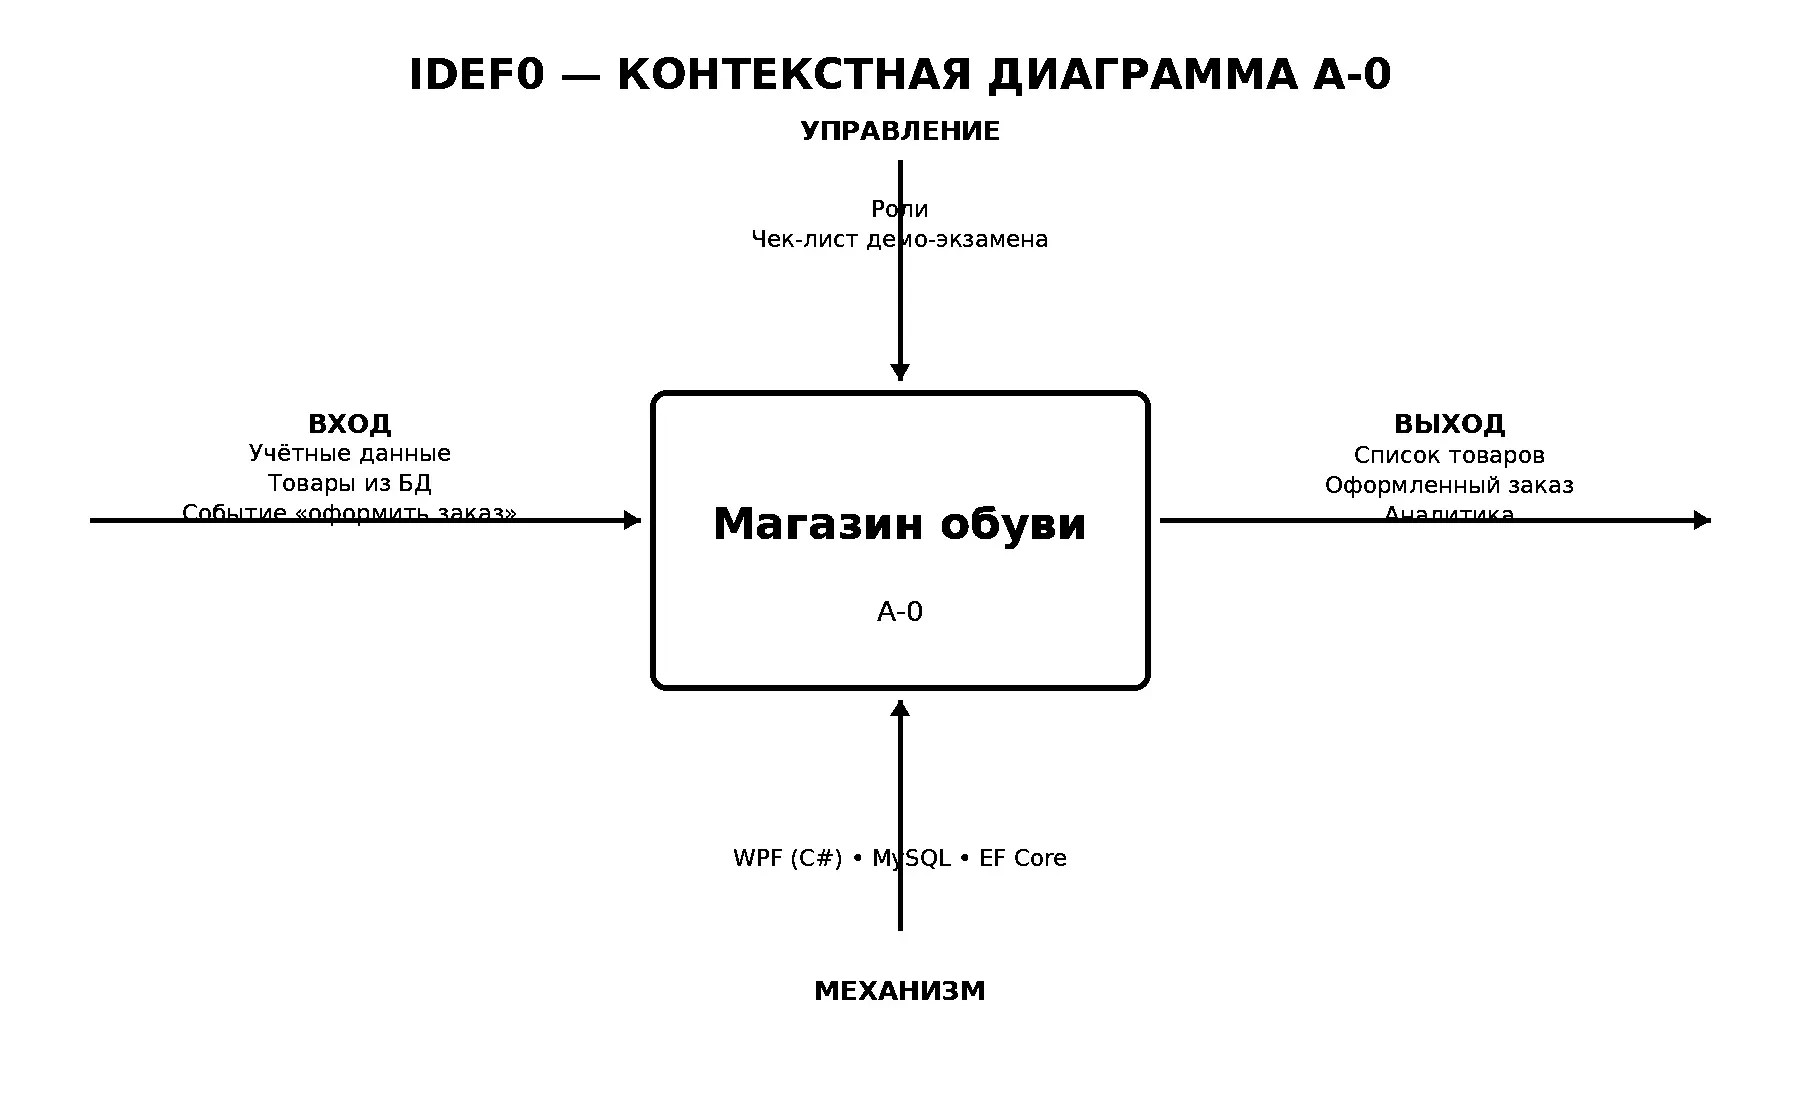 IDEF0 — КОНТЕКСТНАЯ ДИАГРАММА A-0
УПРАВЛЕНИЕ
Роли
Чек-лист демо-экзамена
ВХОД
Учётные данные
Товары из БД
Событие «оформить заказ»
Магазин обуви
A-0
ВЫХОД
Список товаров
Оформленный заказ
Аналитика
WPF (C#) • MySQL • EF Core
МЕХАНИЗМ